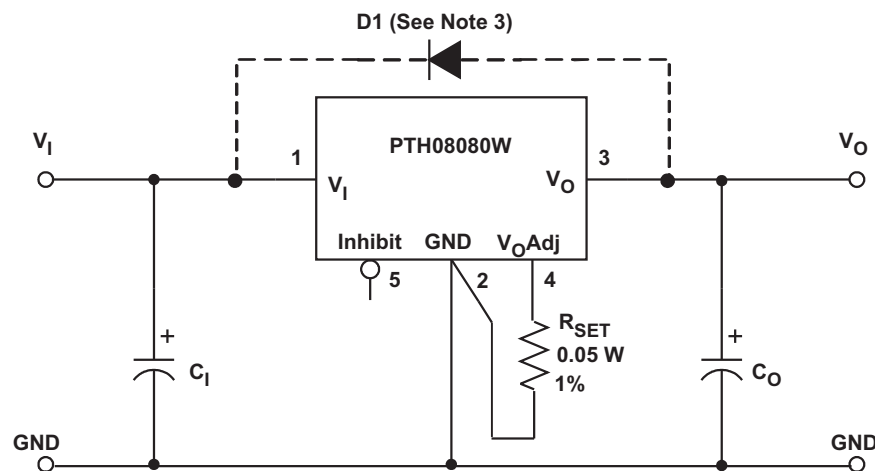 D1 (See Note 3)
PTH08080W
V_I
1
3
V_O
V_I
V_O
Inhibit
GND
V_OAdj
5
2
4
R_SET
0.05 W
1%
+
C_I
+
C_O
GND
GND